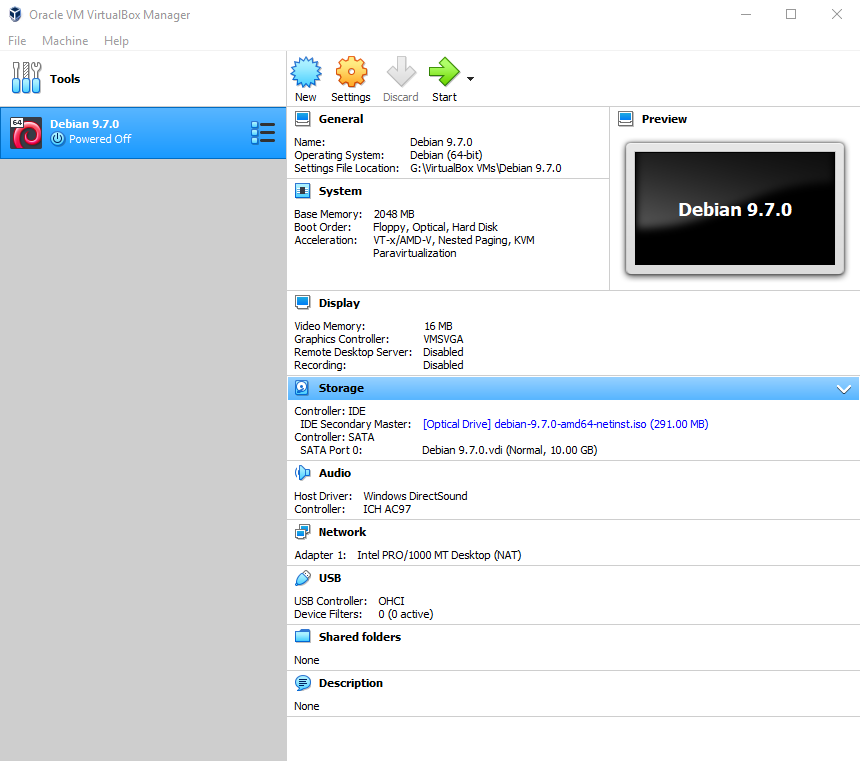 Oracle VM VirtualBox Manager
File Machine Help
Tools
New Settings Discard Start
64
Debian 9.7.0
Powered Off
General
Name: Debian 9.7.0
Operating System: Debian (64-bit)
Settings File Location: G:\VirtualBox VMs\Debian 9.7.0
Preview
Debian 9.7.0
System
Base Memory: 2048 MB
Boot Order: Floppy, Optical, Hard Disk
Acceleration: VT-x/AMD-V, Nested Paging, KVM
Paravirtualization
Display
Video Memory: 16 MB
Graphics Controller: VMSVGA
Remote Desktop Server: Disabled
Recording: Disabled
Storage
Controller: IDE
IDE Secondary Master: [Optical Drive] debian-9.7.0-amd64-netinst.iso (291.00 MB)
Controller: SATA
SATA Port 0: Debian 9.7.0.vdi (Normal, 10.00 GB)
Audio
Host Driver: Windows DirectSound
Controller: ICH AC97
Network
Adapter 1: Intel PRO/1000 MT Desktop (NAT)
USB
USB Controller: OHCI
Device Filters: 0 (0 active)
Shared folders
None
Description
None